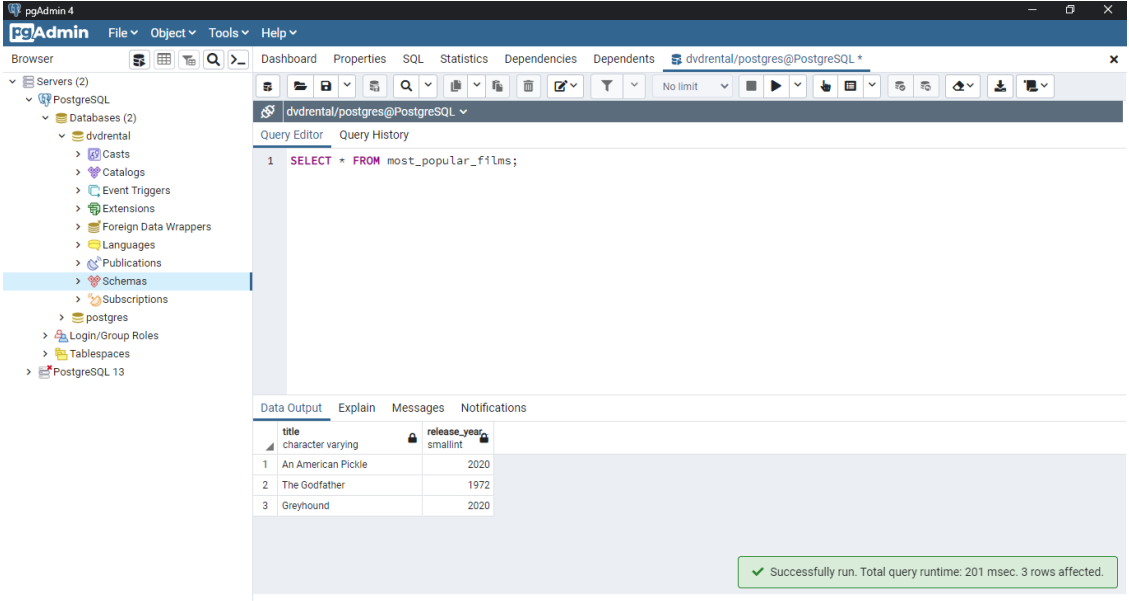 pgAdmin 4
pgAdmin File Object Tools Help
Browser
Dashboard Properties SQL Statistics Dependencies Dependents dvdrental/postgres@PostgreSQL *
Servers (2)
PostgreSQL
Databases (2)
dvdrental
Casts
Catalogs
Event Triggers
Extensions
Foreign Data Wrappers
Languages
Publications
Schemas
Subscriptions
postgres
Login/Group Roles
Tablespaces
PostgreSQL 13
No limit
dvdrental/postgres@PostgreSQL
Query Editor Query History
1 SELECT * FROM most_popular_films;
Data Output Explain Messages Notifications
title release_year
character varying smallint
1 An American Pickle 2020
2 The Godfather 1972
3 Greyhound 2020
Successfully run. Total query runtime: 201 msec. 3 rows affected.